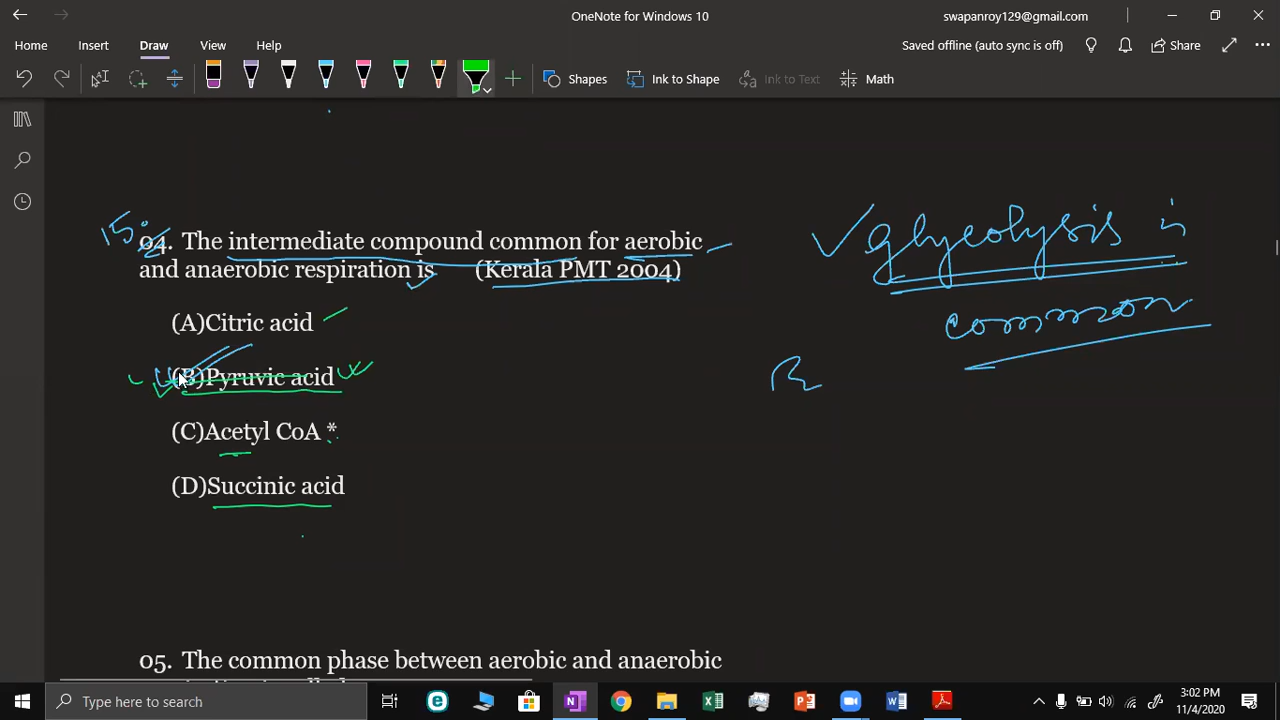 OneNote for Windows 10
swapanroy129@gmail.com
Home Insert Draw View Help
Saved offline (auto sync is off)
Share
Shapes Ink to Shape Ink to Text Math
15
04. The intermediate compound common for aerobic
and anaerobic respiration is (Kerala PMT 2004)
(A)Citric acid
(B)Pyruvic acid
(C)Acetyl CoA *
(D)Succinic acid
glycolysis is
common
05. The common phase between aerobic and anaerobic
Type here to search
3:02 PM
11/4/2020